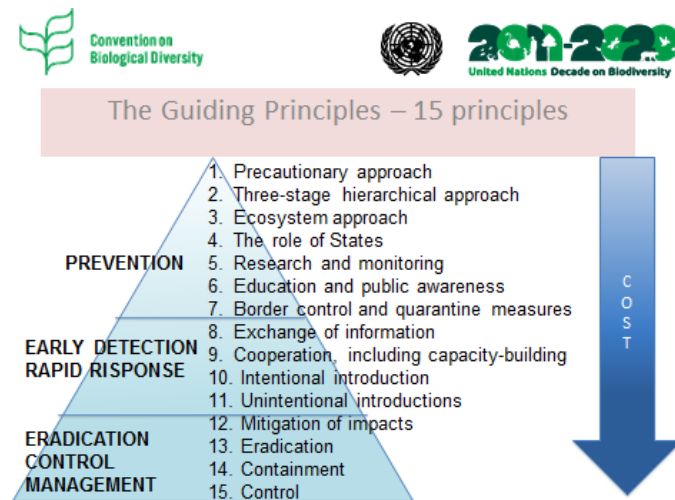 Convention on
Biological Diversity
2011-2020
United Nations Decade on Biodiversity
The Guiding Principles – 15 principles
1. Precautionary approach
2. Three-stage hierarchical approach
3. Ecosystem approach
4. The role of States
PREVENTION
5. Research and monitoring
6. Education and public awareness
7. Border control and quarantine measures
8. Exchange of information
EARLY DETECTION
RAPID RISPONSE
9. Cooperation, including capacity-building
10. Intentional introduction
11. Unintentional introductions
12. Mitigation of impacts
ERADICATION
CONTROL
MANAGEMENT
13. Eradication
14. Containment
15. Control
COST